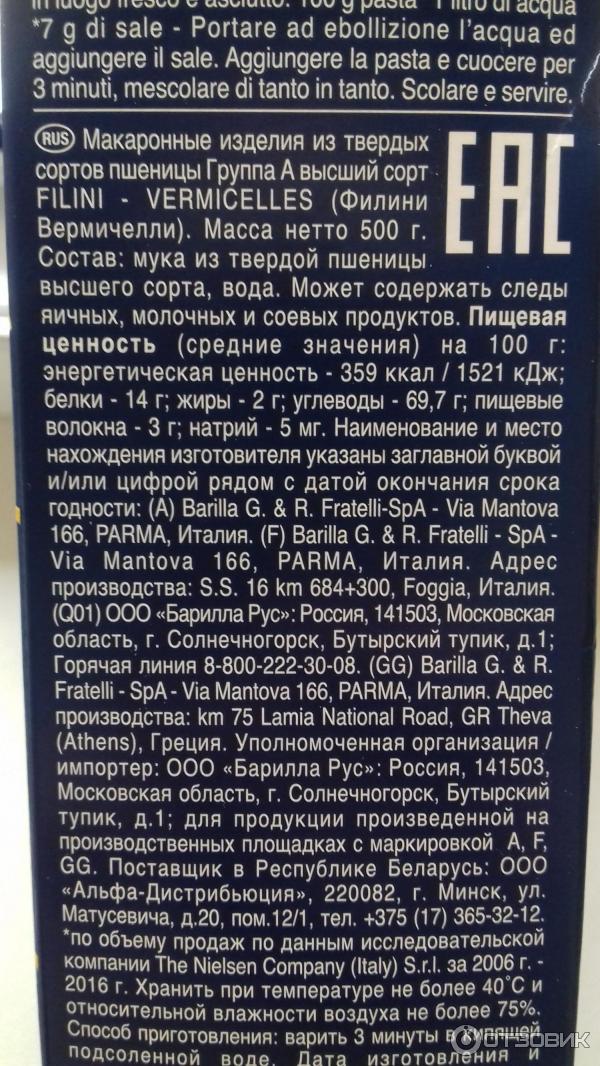 in luogo fresco e asciutto. 100 g pasta * 1 litro di acqua
*7 g di sale - Portare ad ebollizione l'acqua ed
aggiungere il sale. Aggiungere la pasta e cuocere per
3 minuti, mescolare di tanto in tanto. Scolare e servire.
RUS Макаронные изделия из твердых
сортов пшеницы Группа А высший сорт
FILINI - VERMICELLES (Филини
Вермичелли). Масса нетто 500 г.
EAC
Состав: мука из твердой пшеницы
высшего сорта, вода. Может содержать следы
яичных, молочных и соевых продуктов. Пищевая
ценность (средние значения) на 100 г:
энергетическая ценность - 359 ккал / 1521 кДж;
белки - 14 г; жиры - 2 г; углеводы - 69,7 г; пищевые
волокна - 3 г; натрий - 5 мг. Наименование и место
нахождения изготовителя указаны заглавной буквой
и/или цифрой рядом с датой окончания срока
годности: (A) Barilla G. & R. Fratelli-SpA - Via Mantova
166, PARMA, Италия. (F) Barilla G. & R. Fratelli - SpA -
Via Mantova 166, PARMA, Италия. Адрес
производства: S.S. 16 km 684+300, Foggia, Италия.
(Q01) ООО «Барилла Рус»: Россия, 141503, Московская
область, г. Солнечногорск, Бутырский тупик, д.1;
Горячая линия 8-800-222-30-08. (GG) Barilla G. & R.
Fratelli - SpA - Via Mantova 166, PARMA, Италия. Адрес
производства: km 75 Lamia National Road, GR Theva
(Athens), Греция. Уполномоченная организация /
импортер: ООО «Барилла Рус»: Россия, 141503,
Московская область, г. Солнечногорск, Бутырский
тупик, д.1; для продукции произведенной на
производственных площадках с маркировкой A, F,
GG. Поставщик в Республике Беларусь: ООО
«Альфа-Дистрибьюция», 220082, г. Минск, ул.
Матусевича, д.20, пом.12/1, тел. +375 (17) 365-32-12.
*по объему продаж по данным исследовательской
компании The Nielsen Company (Italy) S.r.l. за 2006 г. -
2016 г. Хранить при температуре не более 40˚С и
относительной влажности воздуха не более 75%.
Способ приготовления: варить 3 минуты в кипящей
подсоленной воде. Дата изготовления и
ОТЗОВИК